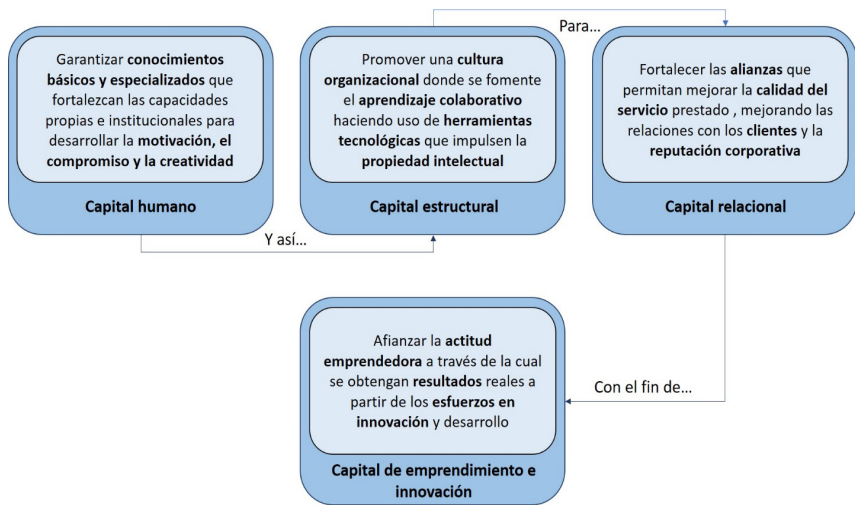 Garantizar conocimientos
básicos y especializados que
fortalezcan las capacidades
propias e institucionales para
desarrollar la motivación, el
compromiso y la creatividad
Capital humano
Y así...
Promover una cultura
organizacional donde se fomente
el aprendizaje colaborativo
haciendo uso de herramientas
tecnológicas que impulsen la
propiedad intelectual
Capital estructural
Para...
Fortalecer las alianzas que
permitan mejorar la calidad del
servicio prestado , mejorando las
relaciones con los clientes y la
reputación corporativa
Capital relacional
Con el fin de...
Afianzar la actitud
emprendedora a través de la cual
se obtengan resultados reales a
partir de los esfuerzos en
innovación y desarrollo
Capital de emprendimiento e
innovación